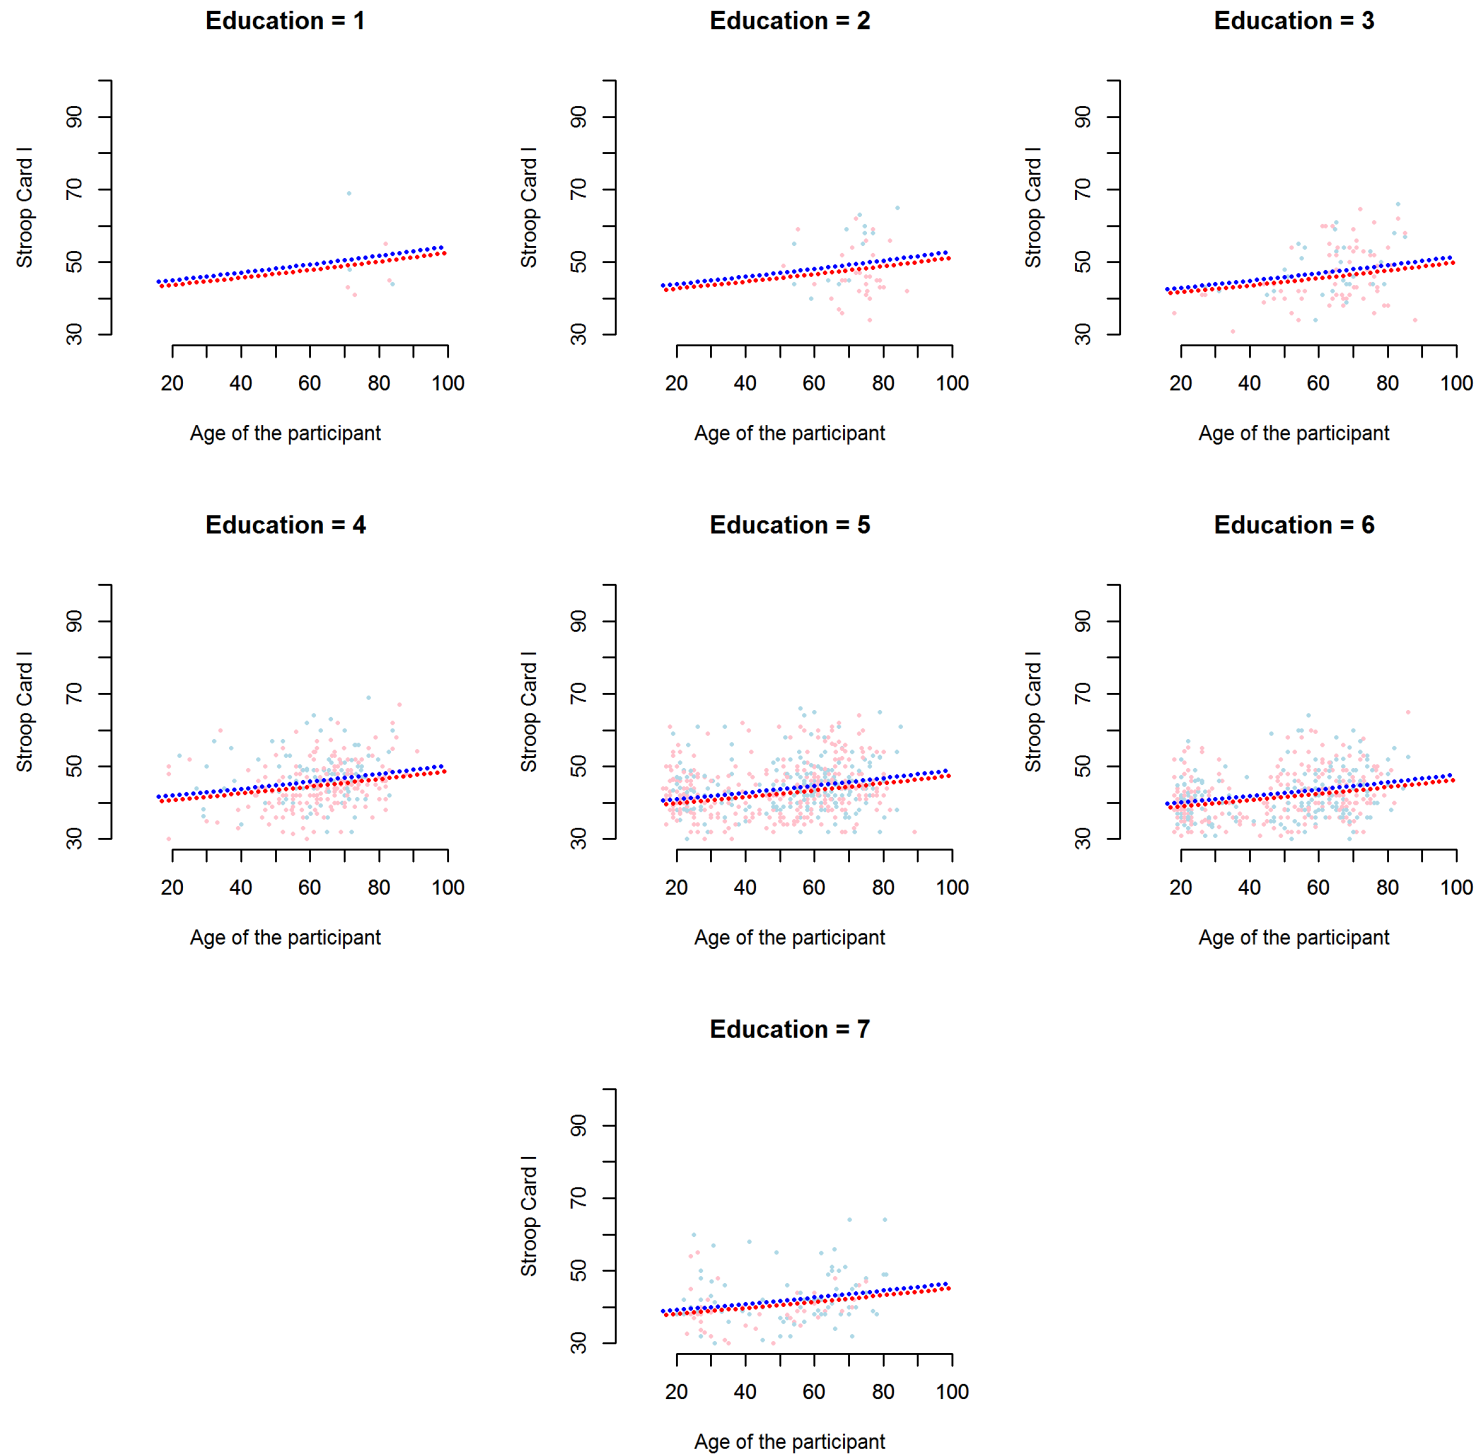 Education = 1
Education = 2
Education = 3
Stroop Card I
30 50 70 90
20 40 60 80 100
Age of the participant
Stroop Card I
30 50 70 90
20 40 60 80 100
Age of the participant
Stroop Card I
30 50 70 90
20 40 60 80 100
Age of the participant
Education = 4
Education = 5
Education = 6
Stroop Card I
30 50 70 90
20 40 60 80 100
Age of the participant
Stroop Card I
30 50 70 90
20 40 60 80 100
Age of the participant
Stroop Card I
30 50 70 90
20 40 60 80 100
Age of the participant
Education = 7
Stroop Card I
30 50 70 90
20 40 60 80 100
Age of the participant